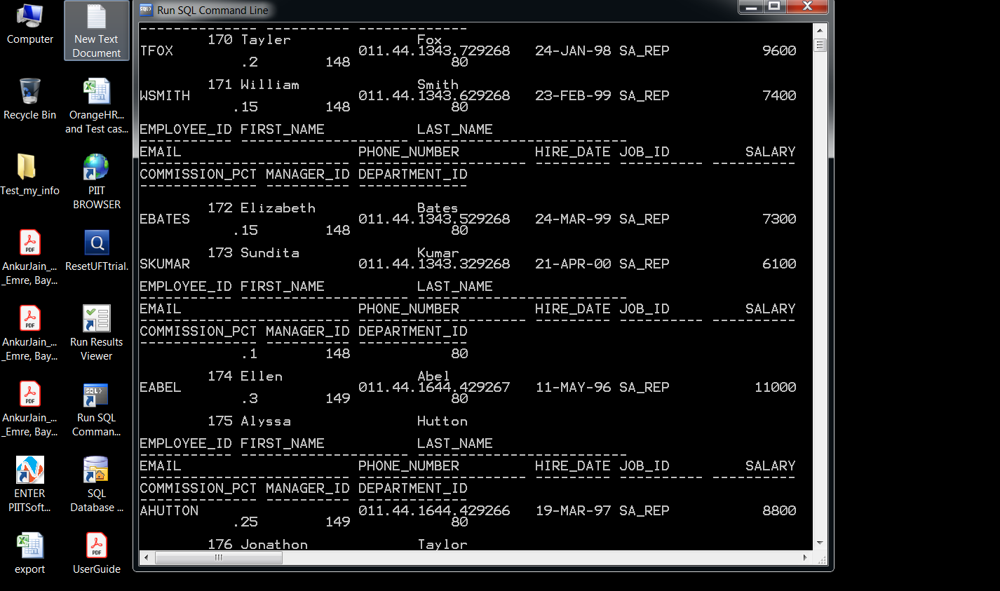 Computer
New Text
Document
Recycle Bin
OrangeHR...
and Test cas...
Test_my_info
PIIT
BROWSER
AnkurJain_...
_Emre, Bay...
ResetUFTtrial.
AnkurJain_...
_Emre, Bay...
Run Results
Viewer
AnkurJain_...
_Emre, Bay...
Run SQL
Comman...
ENTER
PIITSoft...
SQL
Database ...
export
UserGuide
Run SQL Command Line
-------------- ---------- -------------
170 Tayler Fox
TFOX 011.44.1343.729268 24-JAN-98 SA_REP 9600
.2 148 80
171 William Smith
WSMITH 011.44.1343.629268 23-FEB-99 SA_REP 7400
.15 148 80
EMPLOYEE_ID FIRST_NAME LAST_NAME
----------- -------------------- -------------------------
EMAIL PHONE_NUMBER HIRE_DATE JOB_ID SALARY
------------------------- -------------------- --------- ---------- ----------
COMMISSION_PCT MANAGER_ID DEPARTMENT_ID
-------------- ---------- -------------
172 Elizabeth Bates
EBATES 011.44.1343.529268 24-MAR-99 SA_REP 7300
.15 148 80
173 Sundita Kumar
SKUMAR 011.44.1343.329268 21-APR-00 SA_REP 6100
EMPLOYEE_ID FIRST_NAME LAST_NAME
----------- -------------------- -------------------------
EMAIL PHONE_NUMBER HIRE_DATE JOB_ID SALARY
------------------------- -------------------- --------- ---------- ----------
COMMISSION_PCT MANAGER_ID DEPARTMENT_ID
-------------- ---------- -------------
.1 148 80
174 Ellen Abel
EABEL 011.44.1644.429267 11-MAY-96 SA_REP 11000
.3 149 80
175 Alyssa Hutton
EMPLOYEE_ID FIRST_NAME LAST_NAME
----------- -------------------- -------------------------
EMAIL PHONE_NUMBER HIRE_DATE JOB_ID SALARY
------------------------- -------------------- --------- ---------- ----------
COMMISSION_PCT MANAGER_ID DEPARTMENT_ID
-------------- ---------- -------------
AHUTTON 011.44.1644.429266 19-MAR-97 SA_REP 8800
.25 149 80
176 Jonathon Taylor